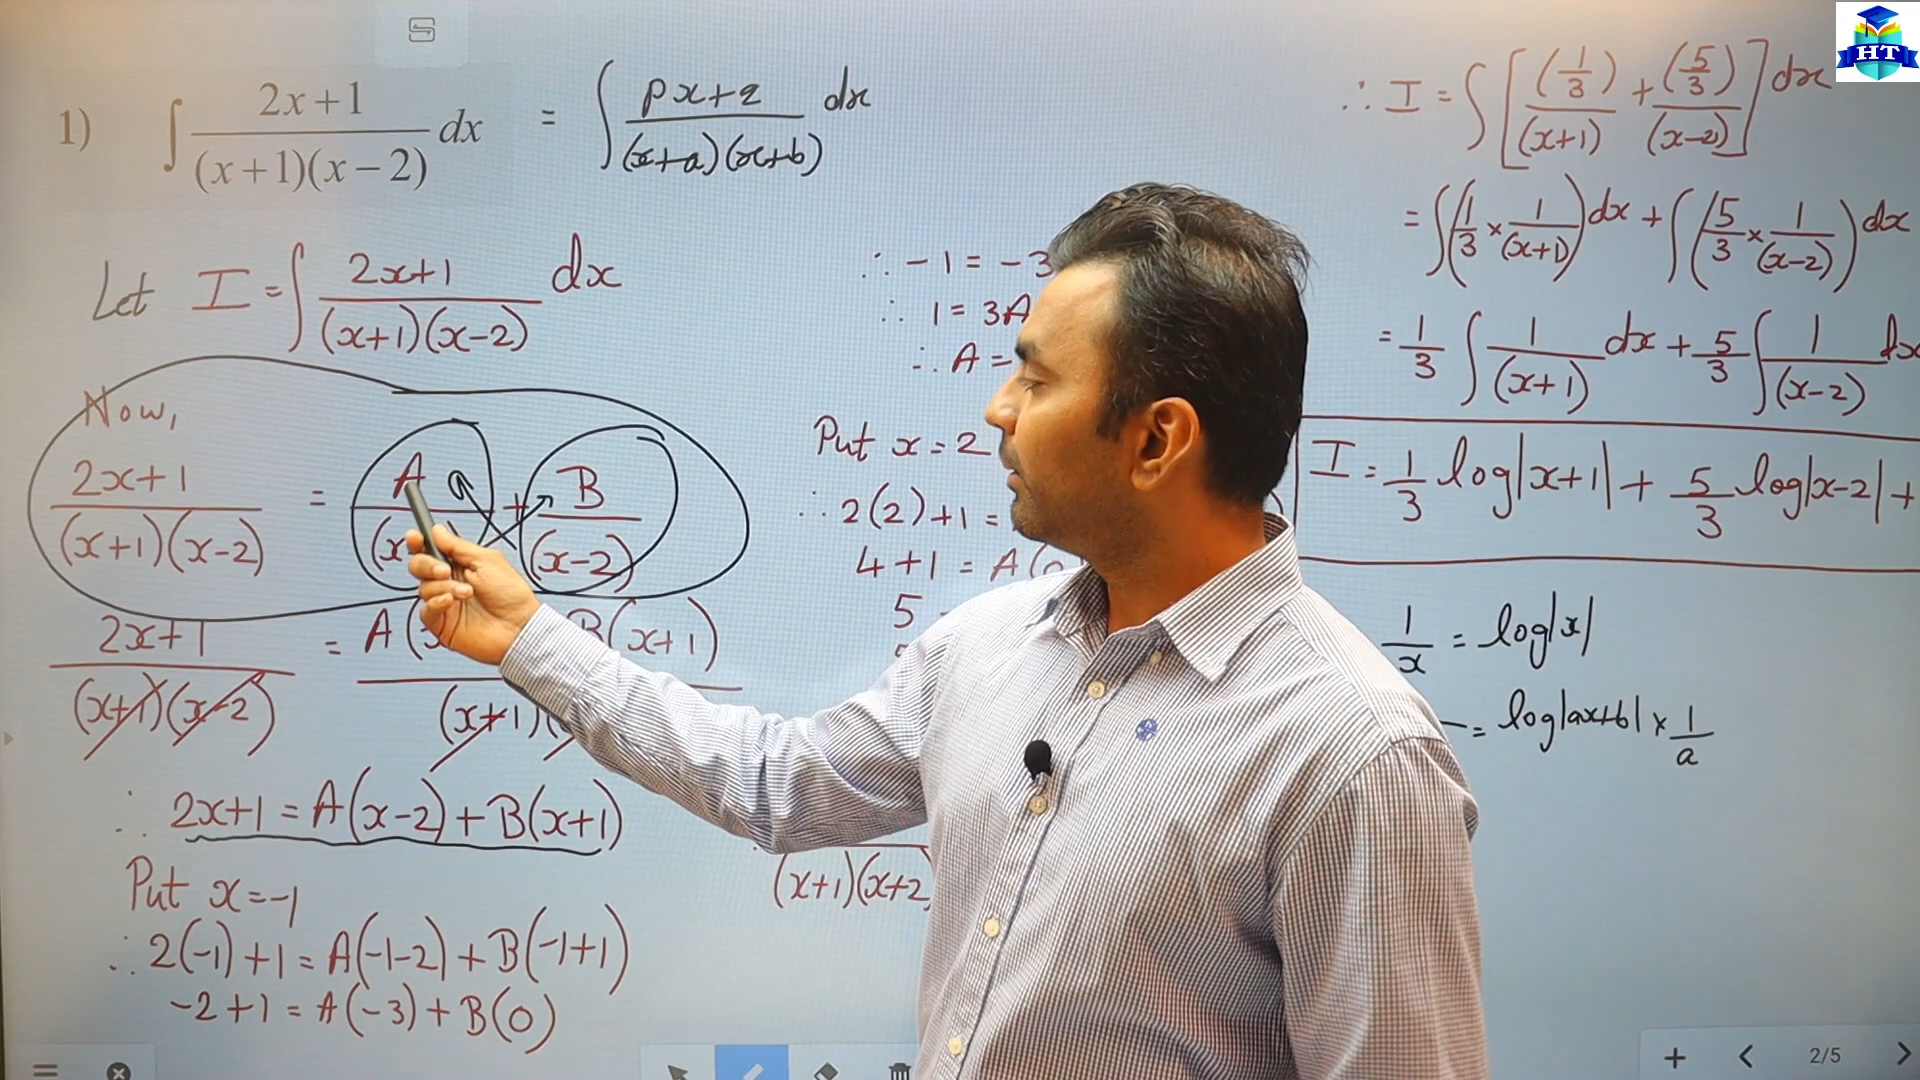 HT
1) ∫ 2x+1 / (x+1)(x−2) dx = ∫ px+q / (x+a)(x+b) dx
Let I = ∫ 2x+1 / (x+1)(x-2) dx
Now,
2x+1 / (x+1)(x-2) = A / (x + B / (x-2)
2x+1 / (x+1)(x-2) = A( B(x+1) / (x+1)(
∴ 2x+1 = A(x-2) + B(x+1)
Put x=-1
∴ 2(-1)+1 = A(-1-2) + B(-1+1)
-2+1 = A(-3) + B(0)
∴ -1 = -3
∴ 1 = 3A
∴ A =
Put x = 2
∴ 2(2)+1 =
4+1 = A(0
5
(x+1)(x+2
∴ I = ∫ [ (1/3) / (x+1) + (5/3) / (x-2) ] dx
= ∫ (1/3 × 1/(x+1)) dx + ∫ (5/3 × 1/(x-2)) dx
= 1/3 ∫ 1/(x+1) dx + 5/3 ∫ 1/(x-2) dx
I = 1/3 log|x+1| + 5/3 log|x-2| +
1/x = log|x|
= log|ax+b| × 1/a
2/5